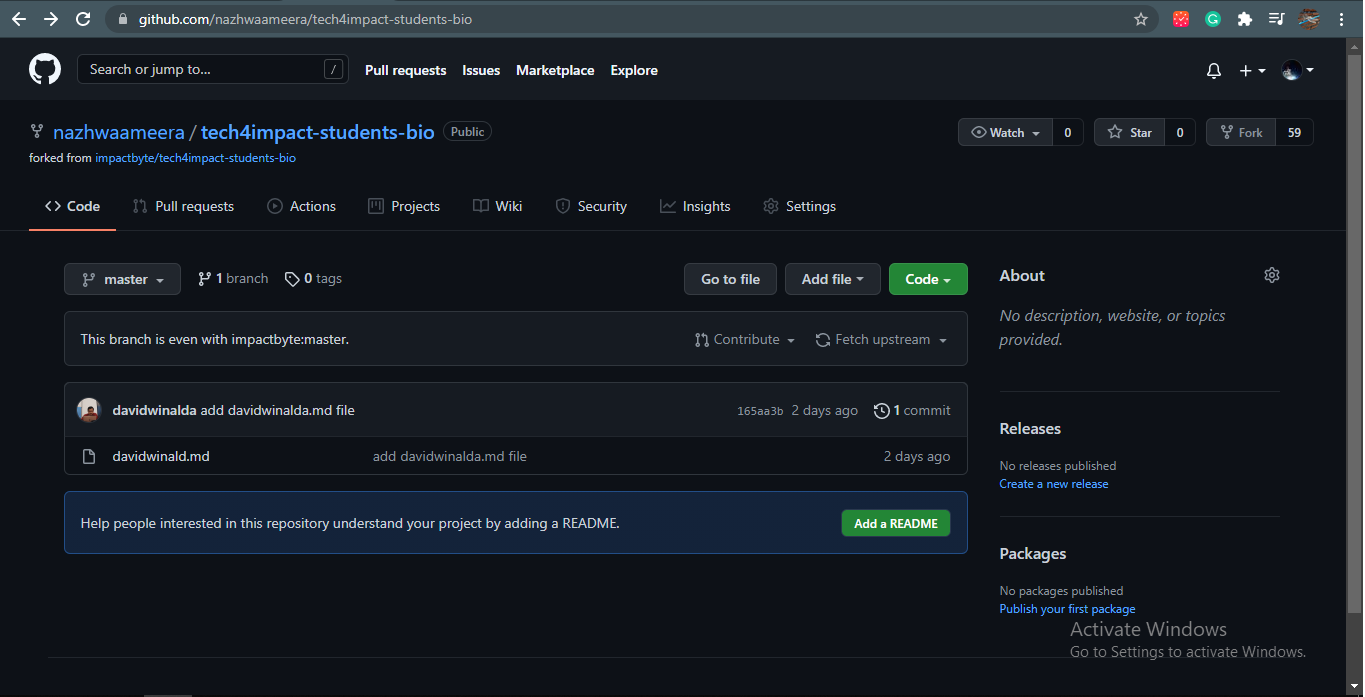 github.com/nazhwaameera/tech4impact-students-bio
Search or jump to... /
Pull requests Issues Marketplace Explore
nazhwaameera / tech4impact-students-bio Public
Watch 0 Star 0 Fork 59
forked from impactbyte/tech4impact-students-bio
Code Pull requests Actions Projects Wiki Security Insights Settings
master 1 branch 0 tags
Go to file Add file Code
This branch is even with impactbyte:master.
Contribute Fetch upstream
davidwinalda add davidwinalda.md file
165aa3b 2 days ago 1 commit
davidwinald.md add davidwinalda.md file 2 days ago
Help people interested in this repository understand your project by adding a README.
Add a README
About
No description, website, or topics
provided.
Releases
No releases published
Create a new release
Packages
No packages published
Publish your first package
Activate Windows
Go to Settings to activate Windows.